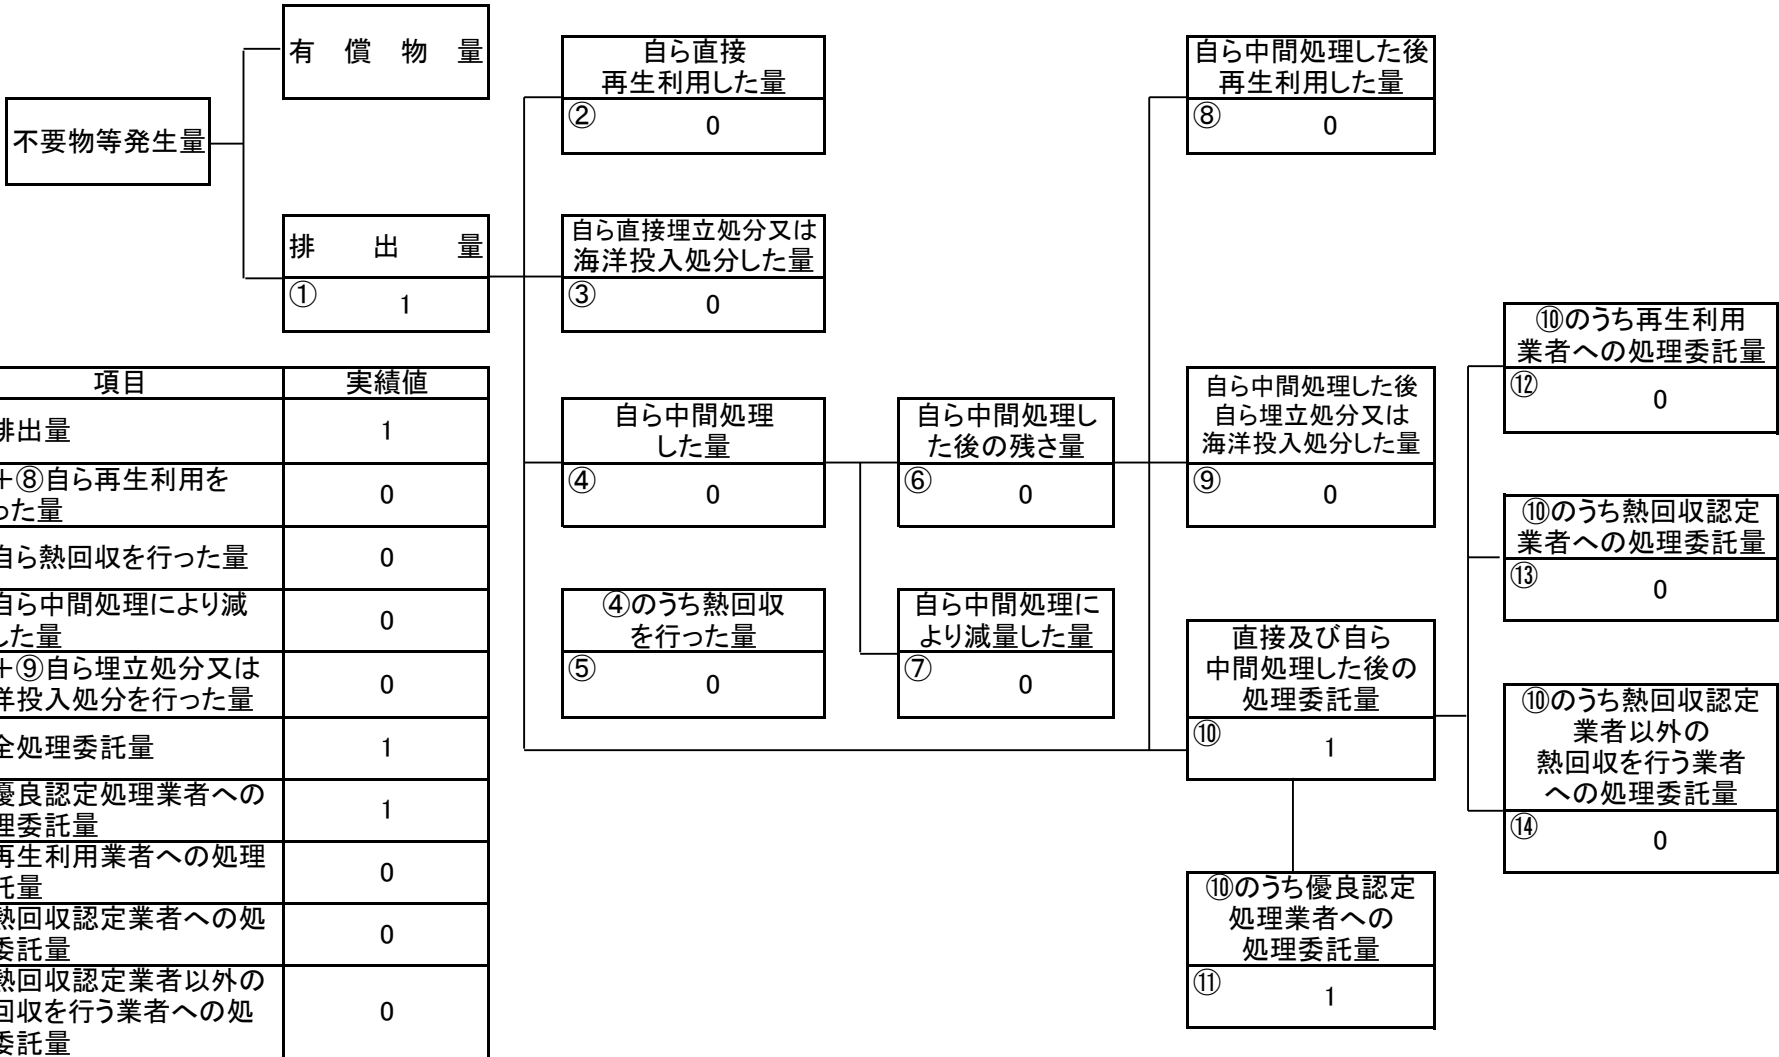 有償物量
不要物等発生量
排出量
①
1
自ら直接
再生利用した量
②
0
自ら直接埋立処分又は
海洋投入処分した量
③
0
自ら中間処理
した量
④
0
④のうち熱回収
を行った量
⑤
0
自ら中間処理し
た後の残さ量
⑥
0
自ら中間処理に
より減量した量
⑦
0
自ら中間処理した後
再生利用した量
⑧
0
自ら中間処理した後
自ら埋立処分又は
海洋投入処分した量
⑨
0
直接及び自ら
中間処理した後の
処理委託量
⑩
1
⑩のうち優良認定
処理業者への
処理委託量
⑪
1
⑩のうち再生利用
業者への処理委託量
⑫
0
⑩のうち熱回収認定
業者への処理委託量
⑬
0
⑩のうち熱回収認定
業者以外の
熱回収を行う業者
への処理委託量
⑭
0
項目 実績値
排出量 1
+⑧自ら再生利用を
った量
0
自ら熱回収を行った量 0
自ら中間処理により減
した量
0
+⑨自ら埋立処分又は
洋投入処分を行った量
0
全処理委託量 1
優良認定処理業者への
理委託量
1
再生利用業者への処理
託量
0
熱回収認定業者への処
委託量
0
熱回収認定業者以外の
回収を行う業者への処
委託量
0